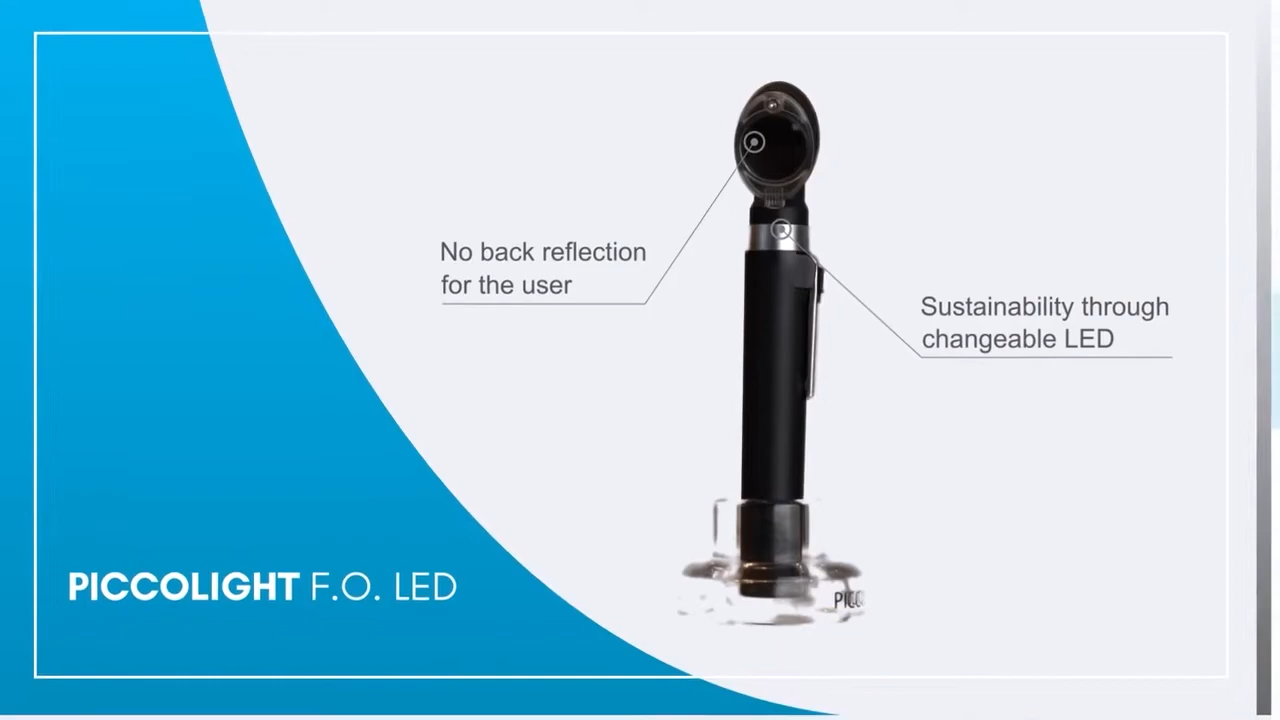 No back reflection
for the user
Sustainability through
changeable LED
PICCOLIGHT F.O. LED